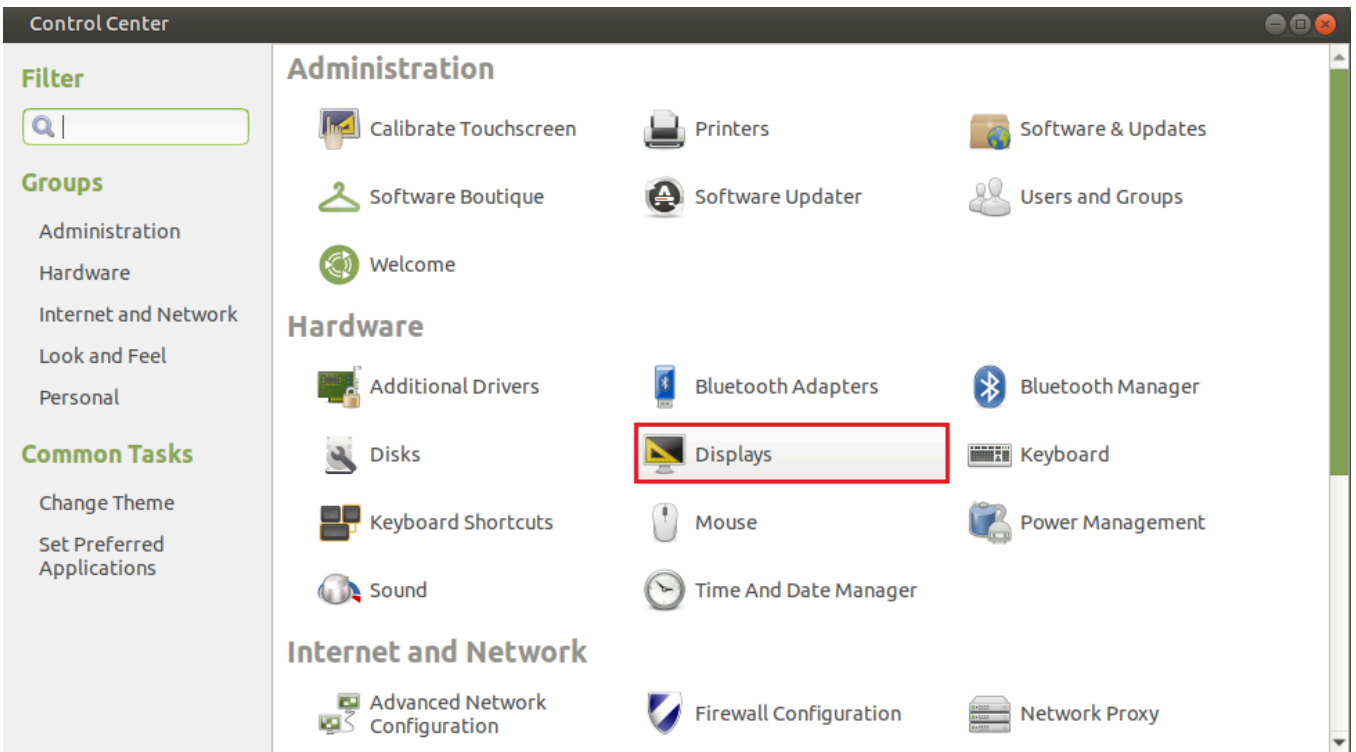 Control Center
Filter
Groups
Administration
Hardware
Internet and Network
Look and Feel
Personal
Common Tasks
Change Theme
Set Preferred
Applications
Administration
Calibrate Touchscreen
Printers
Software & Updates
Software Boutique
Software Updater
Users and Groups
Welcome
Hardware
Additional Drivers
Bluetooth Adapters
Bluetooth Manager
Disks
Displays
Keyboard
Keyboard Shortcuts
Mouse
Power Management
Sound
Time And Date Manager
Internet and Network
Advanced Network
Configuration
Firewall Configuration
Network Proxy